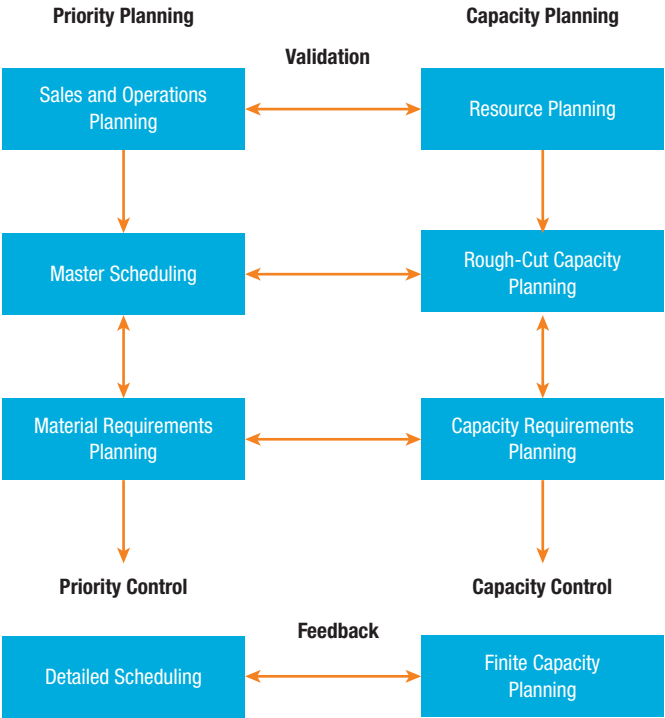 Priority Planning
Capacity Planning
Validation
Sales and Operations
Planning
Resource Planning
Master Scheduling
Rough-Cut Capacity
Planning
Material Requirements
Planning
Capacity Requirements
Planning
Priority Control
Capacity Control
Feedback
Detailed Scheduling
Finite Capacity
Planning